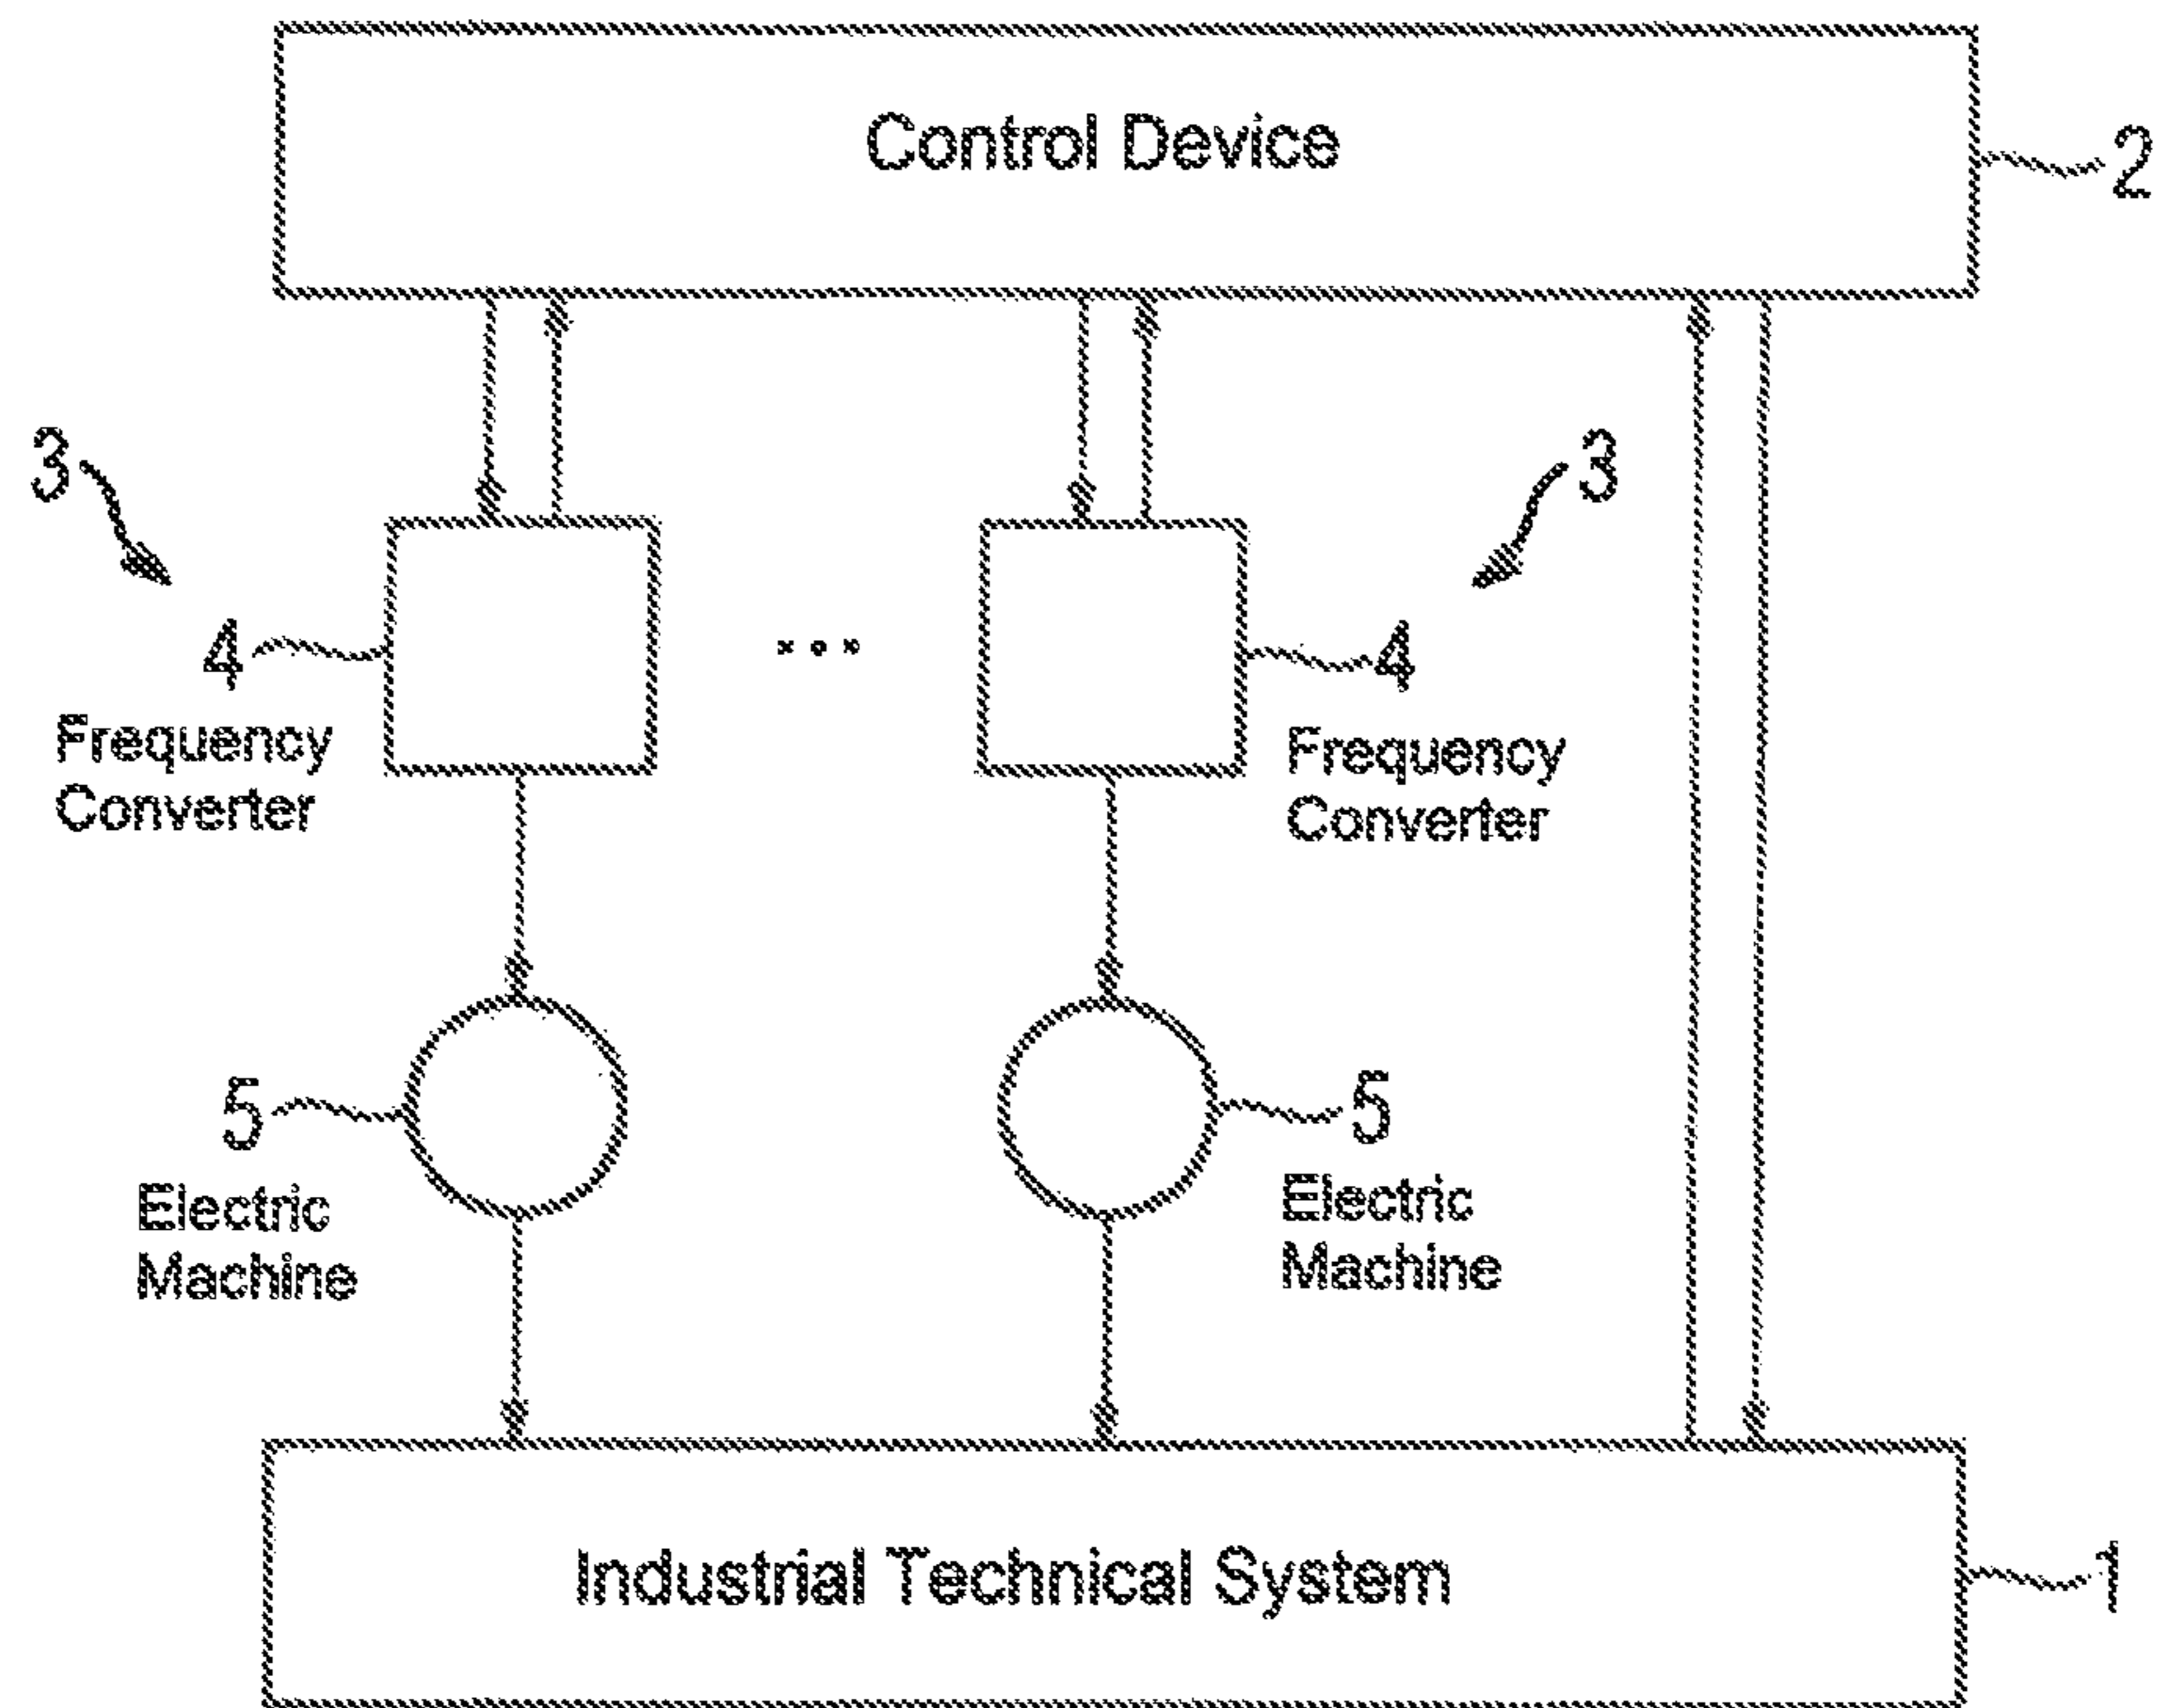 Control Device
2
3
3
4
...
4
Frequency
Converter
Frequency
Converter
5
5
Electric
Machine
Electric
Machine
Industrial Technical System
1